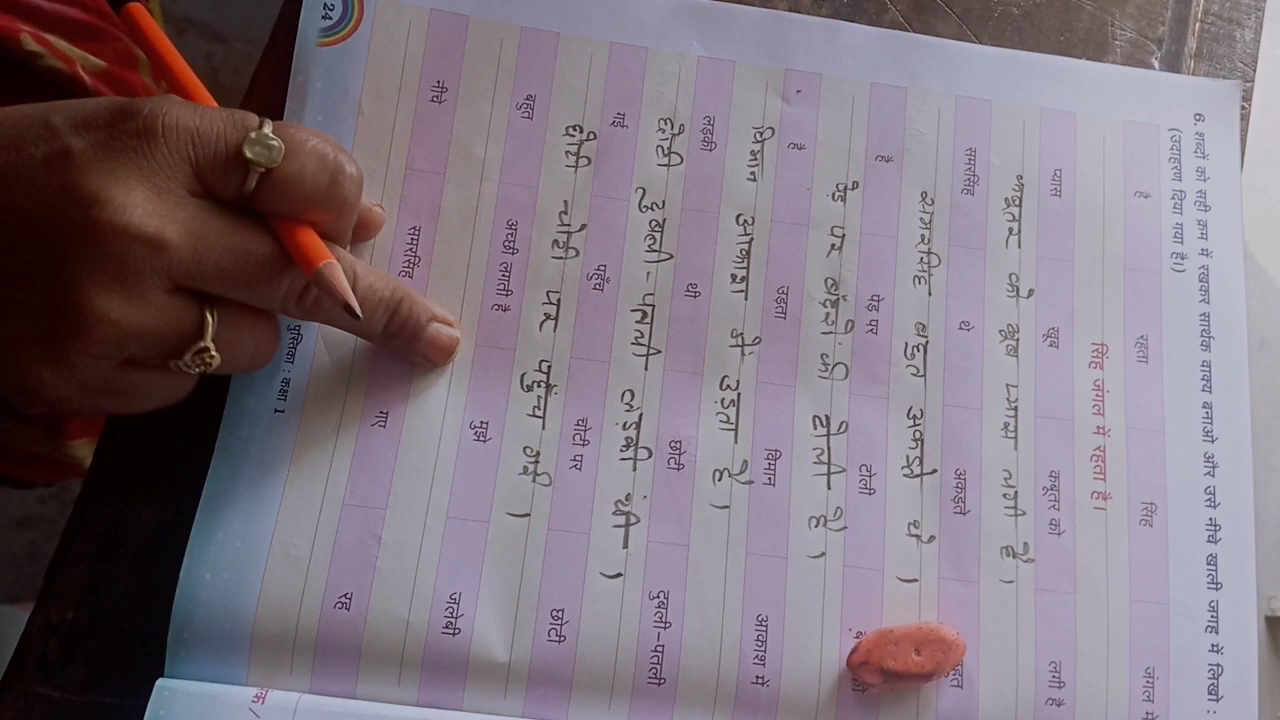 6. शब्दों को सही क्रम में रखकर सार्थक वाक्य बनाओ और उसे नीचे खाली जगह में लिखो :
(उदाहरण दिया गया है।)
है रहता सिंह जंगल में
सिंह जंगल में रहता है।
प्यास खूब कबूतर को लगी है
कबूतर को खूब प्यास लगी है।
समरसिंह थे अकड़ते
समरसिंह बहुत अकड़ते थे।
है पेड़ पर टोली
पेड़ पर बंदरों की टोली है।
है उड़ता विमान आकाश में
विमान आकाश में उड़ता है।
लड़की थी छोटी दुबली-पतली
छोटी दुबली-पतली लड़की थी।
गई पहुँच चोटी पर छोटी
छोटी चोटी पर पहुँच गई।
बहुत अच्छी लगती है मुझे जलेबी
नीचे समरसिंह गए रह
24
पुस्तिका : कक्षा 1